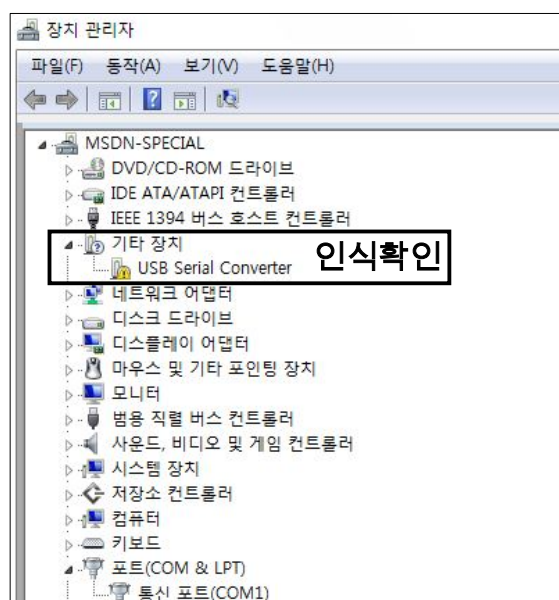 장치 관리자
파일(F) 동작(A) 보기(V) 도움말(H)
MSDN-SPECIAL
DVD/CD-ROM 드라이브
IDE ATA/ATAPI 컨트롤러
IEEE 1394 버스 호스트 컨트롤러
기타 장치
USB Serial Converter 인식확인
네트워크 어댑터
디스크 드라이브
디스플레이 어댑터
마우스 및 기타 포인팅 장치
모니터
범용 직렬 버스 컨트롤러
사운드, 비디오 및 게임 컨트롤러
시스템 장치
저장소 컨트롤러
컴퓨터
키보드
포트(COM & LPT)
통신 포트(COM1)